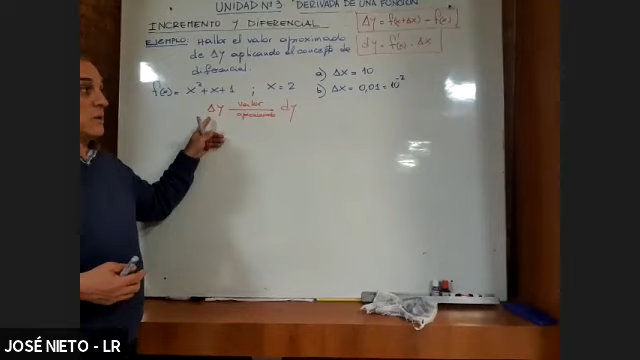 UNIDAD Nº3 "DERIVADA DE UNA FUNCIÓN
INCREMENTO Y DIFERENCIAL
Δy = f(x+Δx) - f(x)
dy = f'(x) . Δx
EJEMPLO: Hallar el valor aproximado
de Δy aplicando el concepto de
diferencial.
f(x) = x² + x + 1 ; x = 2
a) Δx = 10
b) Δx = 0,01 = 10⁻²
Δy valor aproximado dy
JOSÉ NIETO - LR